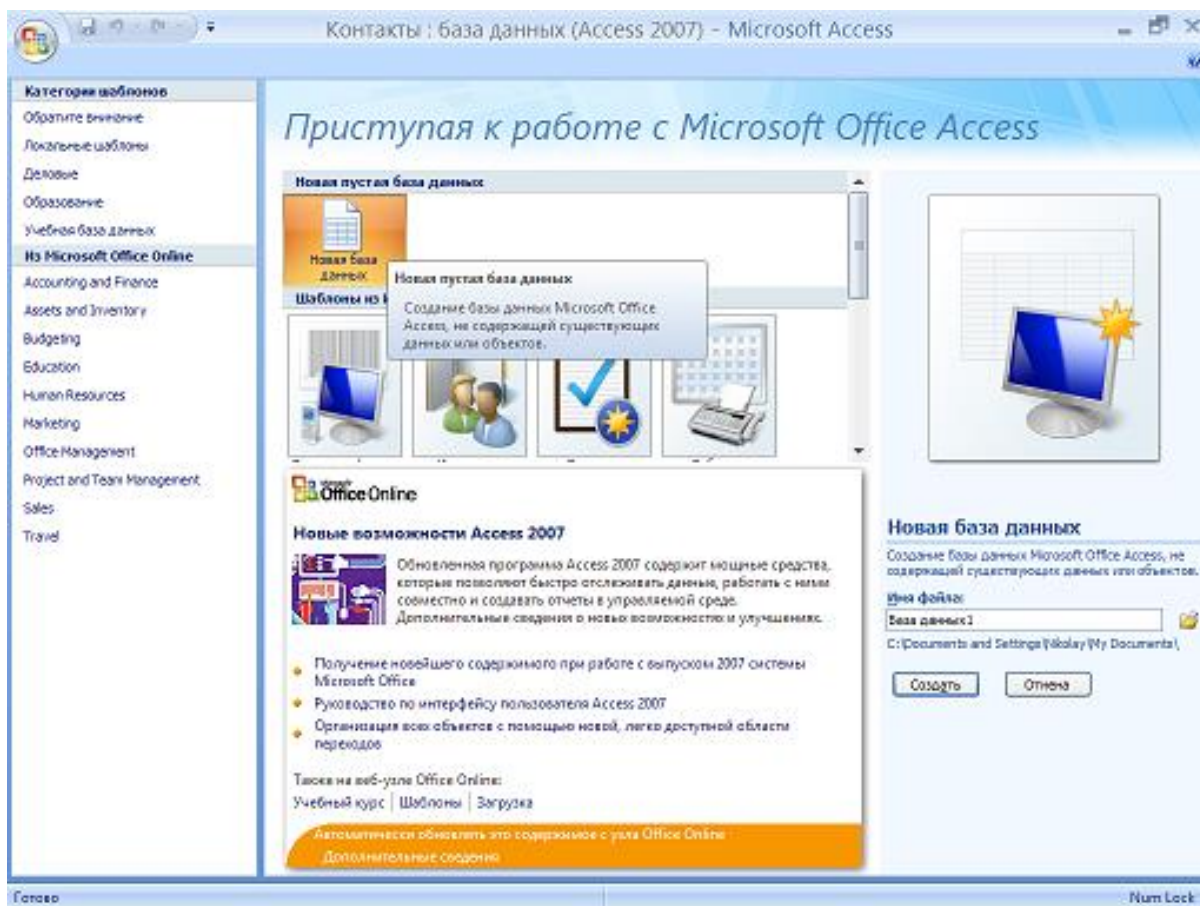 Контакты : база данных (Access 2007) - Microsoft Access
Категории шаблонов
Обратите внимание
Локальные шаблоны
Деловые
Образование
Учебная база данных
Из Microsoft Office Online
Accounting and Finance
Assets and Inventory
Budgeting
Education
Human Resources
Marketing
Office Management
Project and Team Management
Sales
Travel
Приступая к работе с Microsoft Office Access
Новая пустая база данных
Новая база
данных
Новая пустая база данных
Создание базы данных Microsoft Office
Access, не содержащей существующих
данных или объектов.
Шаблоны из
Microsoft
Office Online
Новые возможности Access 2007
Обновленная программа Access 2007 содержит мощные средства,
которые позволяют быстро отслеживать данные, работать с ними
совместно и создавать отчеты в управляемой среде.
Дополнительные сведения о новых возможностях и улучшениях.
Получение новейшего содержимого при работе с выпуском 2007 системы
Microsoft Office
Руководство по интерфейсу пользователя Access 2007
Организация всех объектов с помощью новой, легко доступной области
переходов
Также на веб-узле Office Online:
Учебный курс | Шаблоны | Загрузка
Автоматически обновлять это содержимое с узла Office Online
Дополнительные сведения
Новая база данных
Создание базы данных Microsoft Office Access, не
содержащей существующих данных или объектов.
Имя файла:
База данных1
C:\Documents and Settings\Nikolay\My Documents\
Создать Отмена
Готово Num Lock